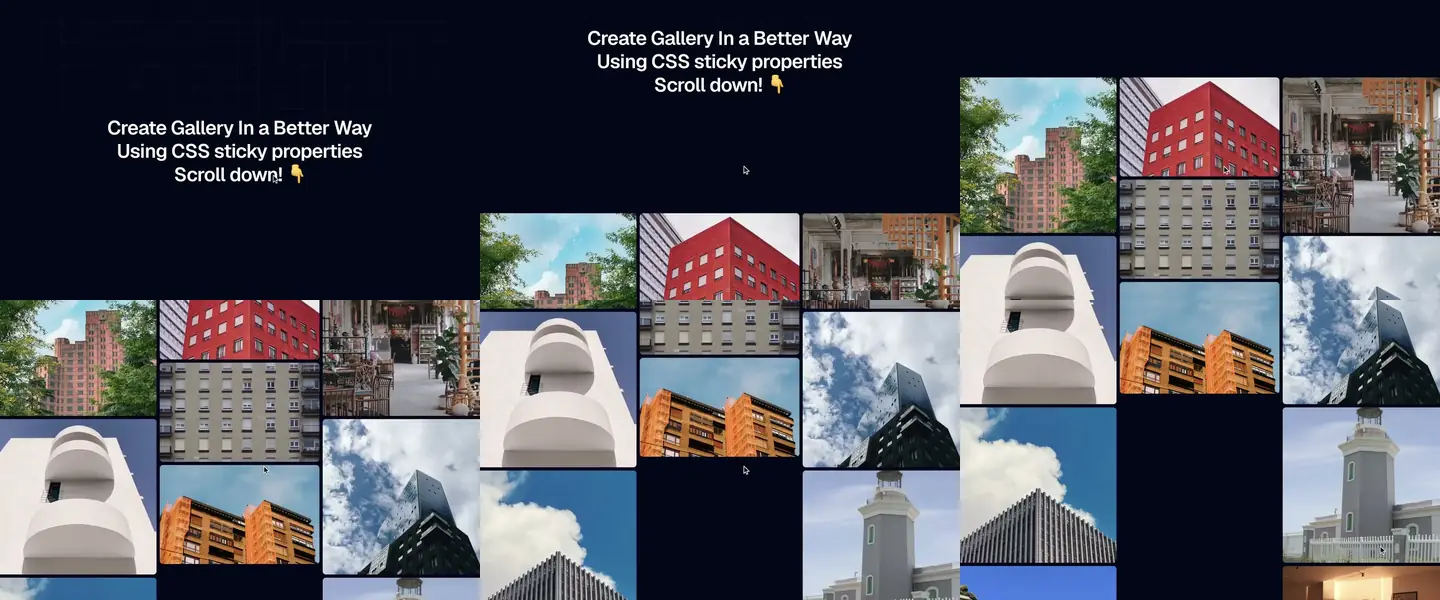 Create Gallery In a Better Way
Using CSS sticky properties
Scroll down! 👇
Create Gallery In a Better Way
Using CSS sticky properties
Scroll down! 👇